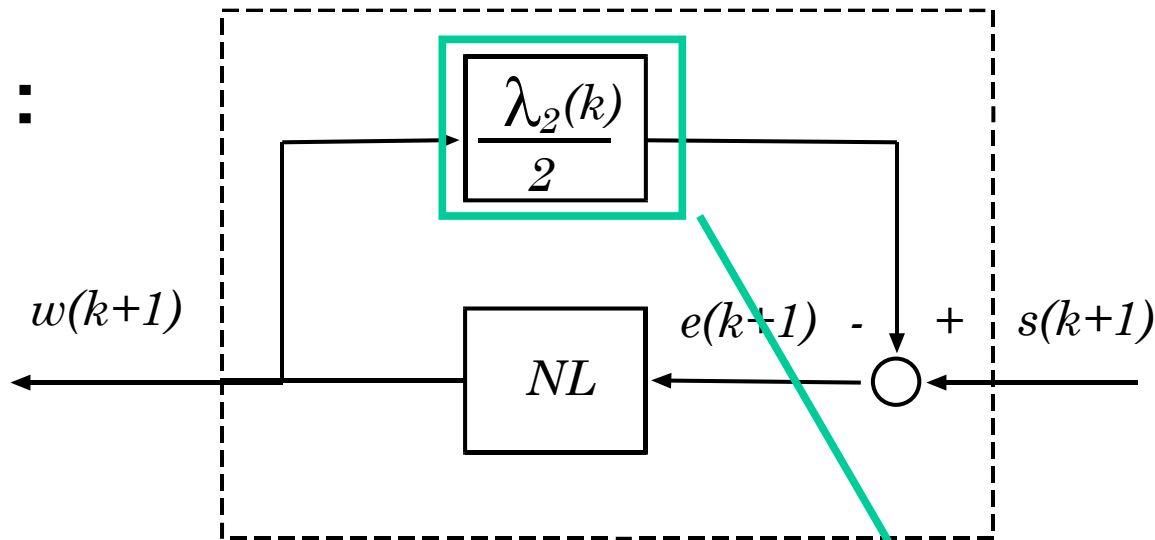 :
λ₂(k)
2
w(k+1)
e(k+1) - + s(k+1)
NL